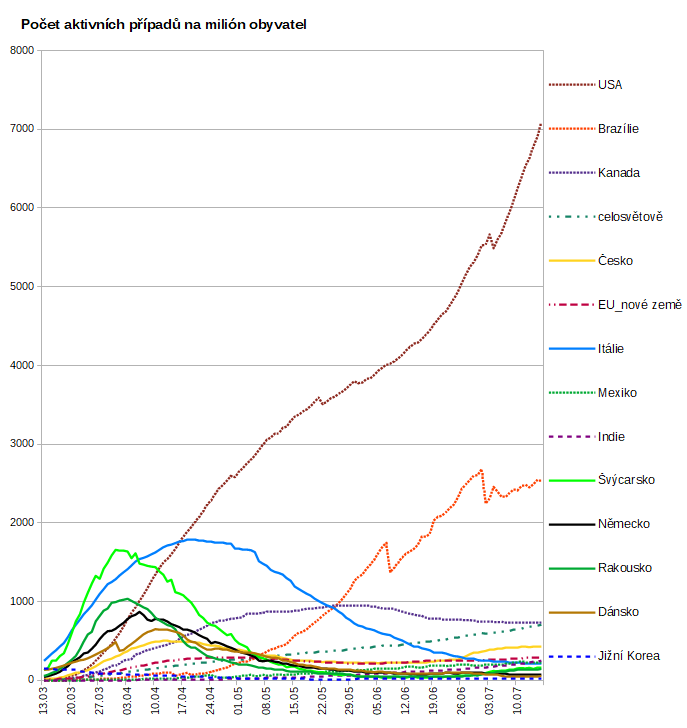 Počet aktivních případů na milión obyvatel
8000
7000
6000
5000
4000
3000
2000
1000
0
13.03
20.03
27.03
03.04
10.04
17.04
24.04
01.05
08.05
15.05
22.05
29.05
05.06
12.06
19.06
26.06
03.07
10.07
USA
Brazílie
Kanada
celosvětově
Česko
EU_nové země
Itálie
Mexiko
Indie
Švýcarsko
Německo
Rakousko
Dánsko
Jižní Korea